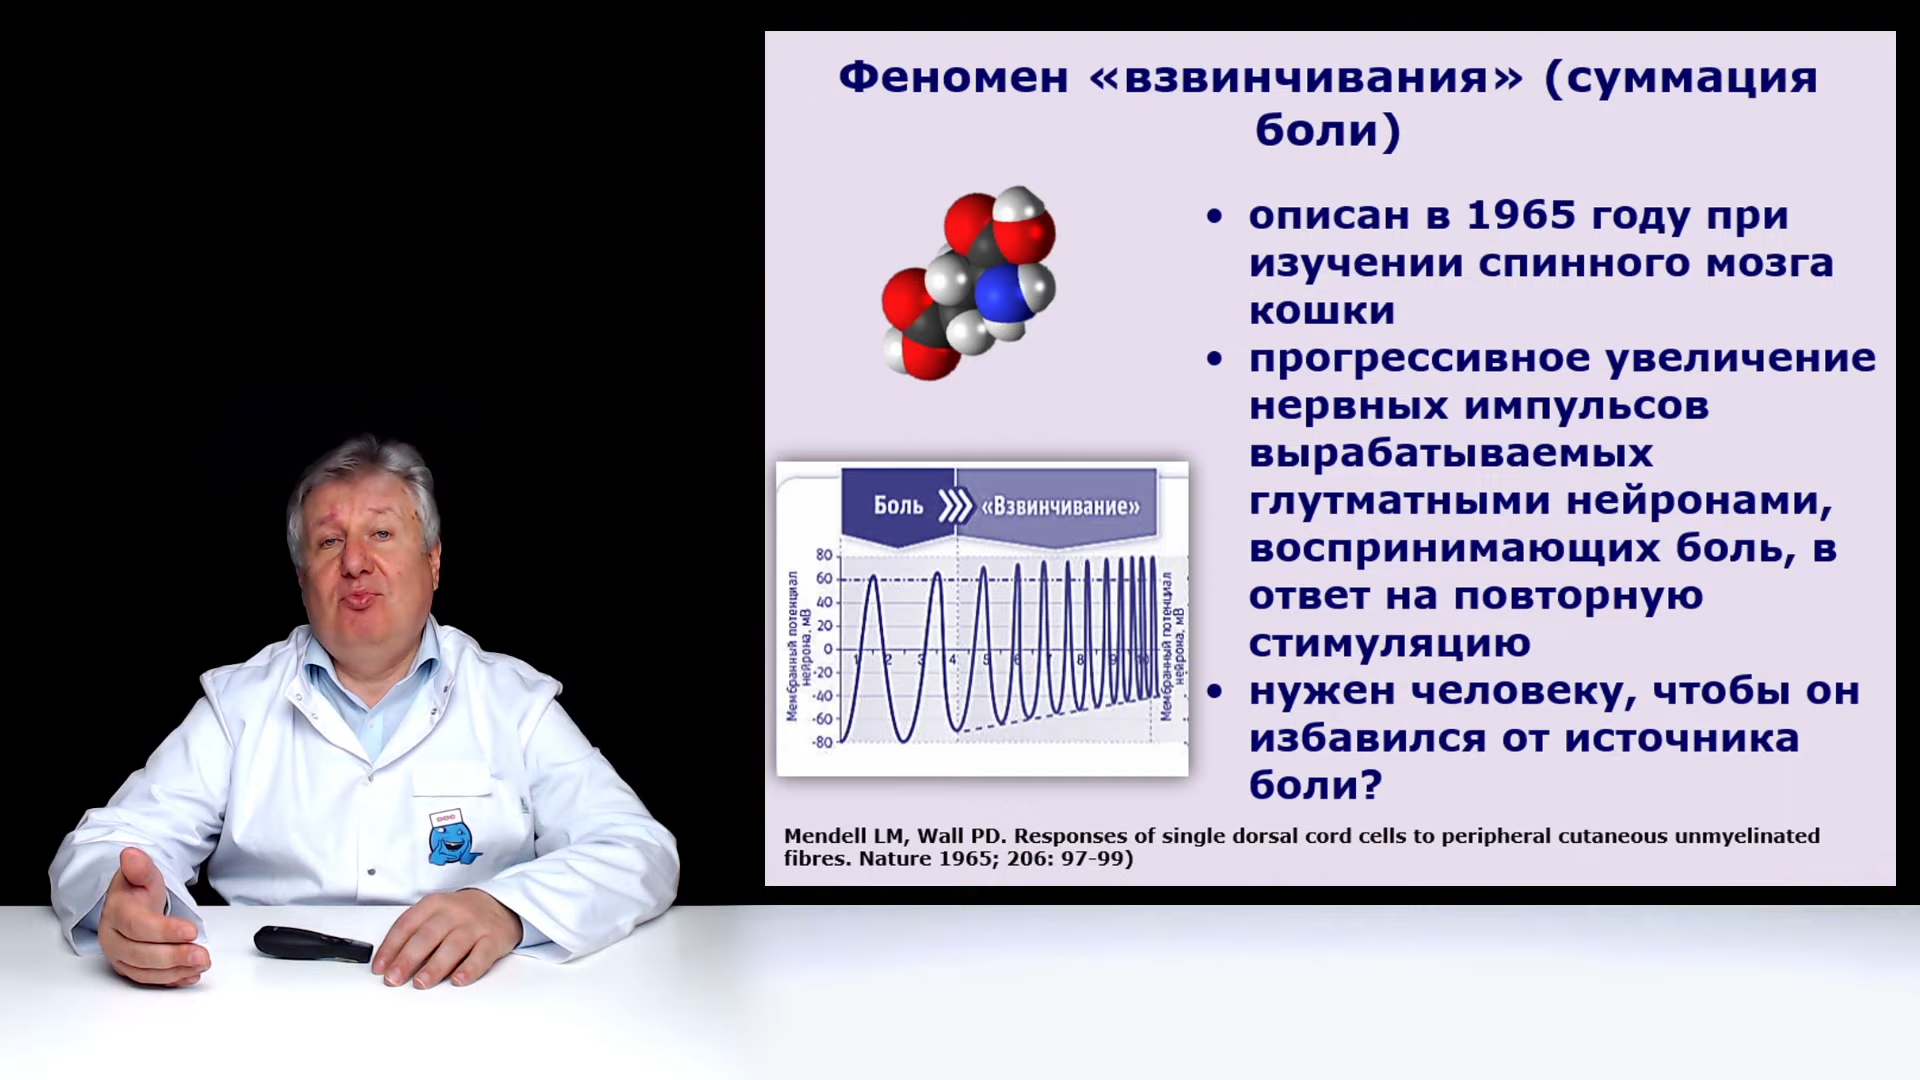 Феномен «взвинчивания» (суммация
боли)
• описан в 1965 году при
изучении спинного мозга
кошки
• прогрессивное увеличение
нервных импульсов
вырабатываемых
глутматными нейронами,
воспринимающих боль, в
ответ на повторную
стимуляцию
• нужен человеку, чтобы он
избавился от источника
боли?
Боль »» «Взвинчивание»
Мембранный потенциал
нейрона, мВ
80
60
40
20
0
-20
-40
-60
-80
1 2 3 4 5 6 7 8 9 10
Мембранный потенциал
нейрона, мВ
Mendell LM, Wall PD. Responses of single dorsal cord cells to peripheral cutaneous unmyelinated
fibres. Nature 1965; 206: 97-99)